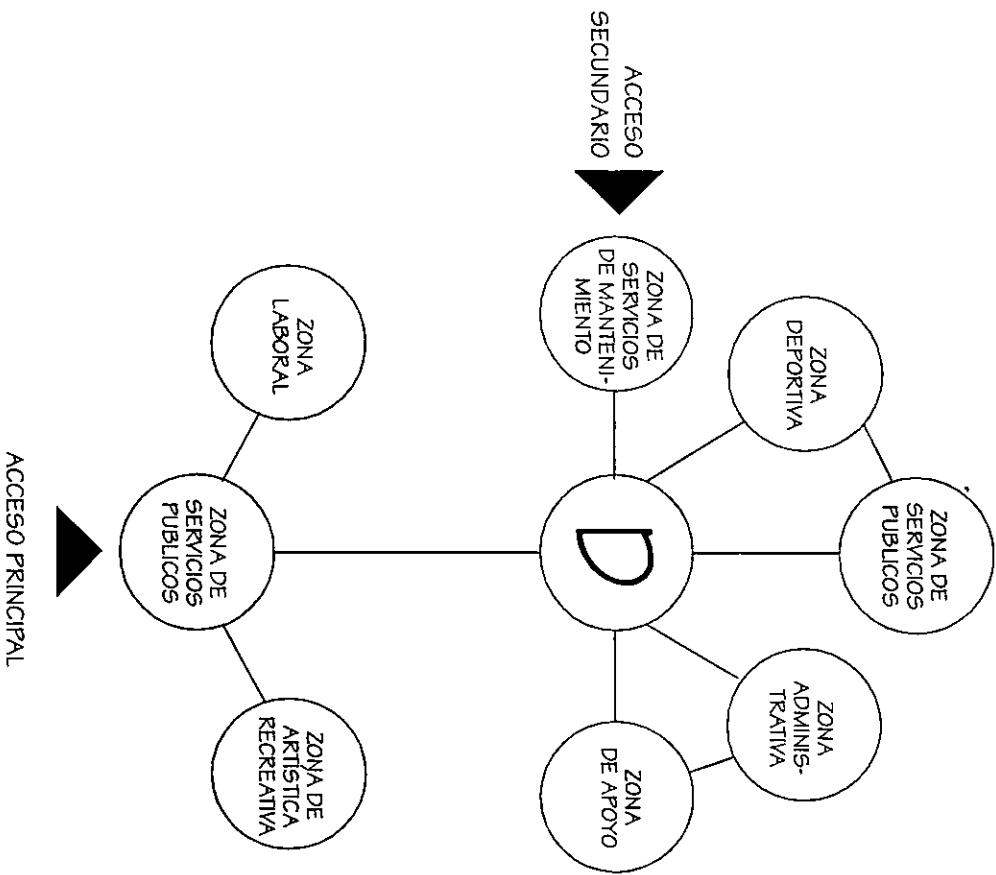 ZONA DE
SERVICIOS
PUBLICOS
ZONA
DEPORTIVA
ZONA
ADMINIS-
TRATIVA
ACCESO
SECUNDARIO
ZONA DE
SERVICIOS
DE MANTENI-
MIENTO
D
ZONA
DE APOYO
ZONA
LABORAL
ZONA DE
ARTÍSTICA
RECREATIVA
ZONA DE
SERVICIOS
PUBLICOS
ACCESO PRINCIPAL